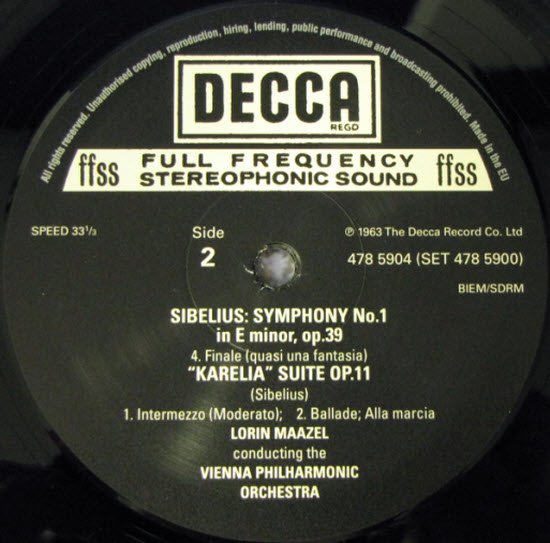 All rights reserved. Unauthorised copying, reproduction, hiring, lending, public performance and broadcasting prohibited. Made in the EU
DECCA
REGD
ffss FULL FREQUENCY ffss
STEREOPHONIC SOUND
SPEED 33 1/3
Side
2
℗ 1963 The Decca Record Co. Ltd
478 5904 (SET 478 5900)
BIEM/SDRM
SIBELIUS: SYMPHONY No.1
in E minor, op.39
4. Finale (quasi una fantasia)
"KARELIA" SUITE OP.11
(Sibelius)
1. Intermezzo (Moderato); 2. Ballade; Alla marcia
LORIN MAAZEL
conducting the
VIENNA PHILHARMONIC
ORCHESTRA